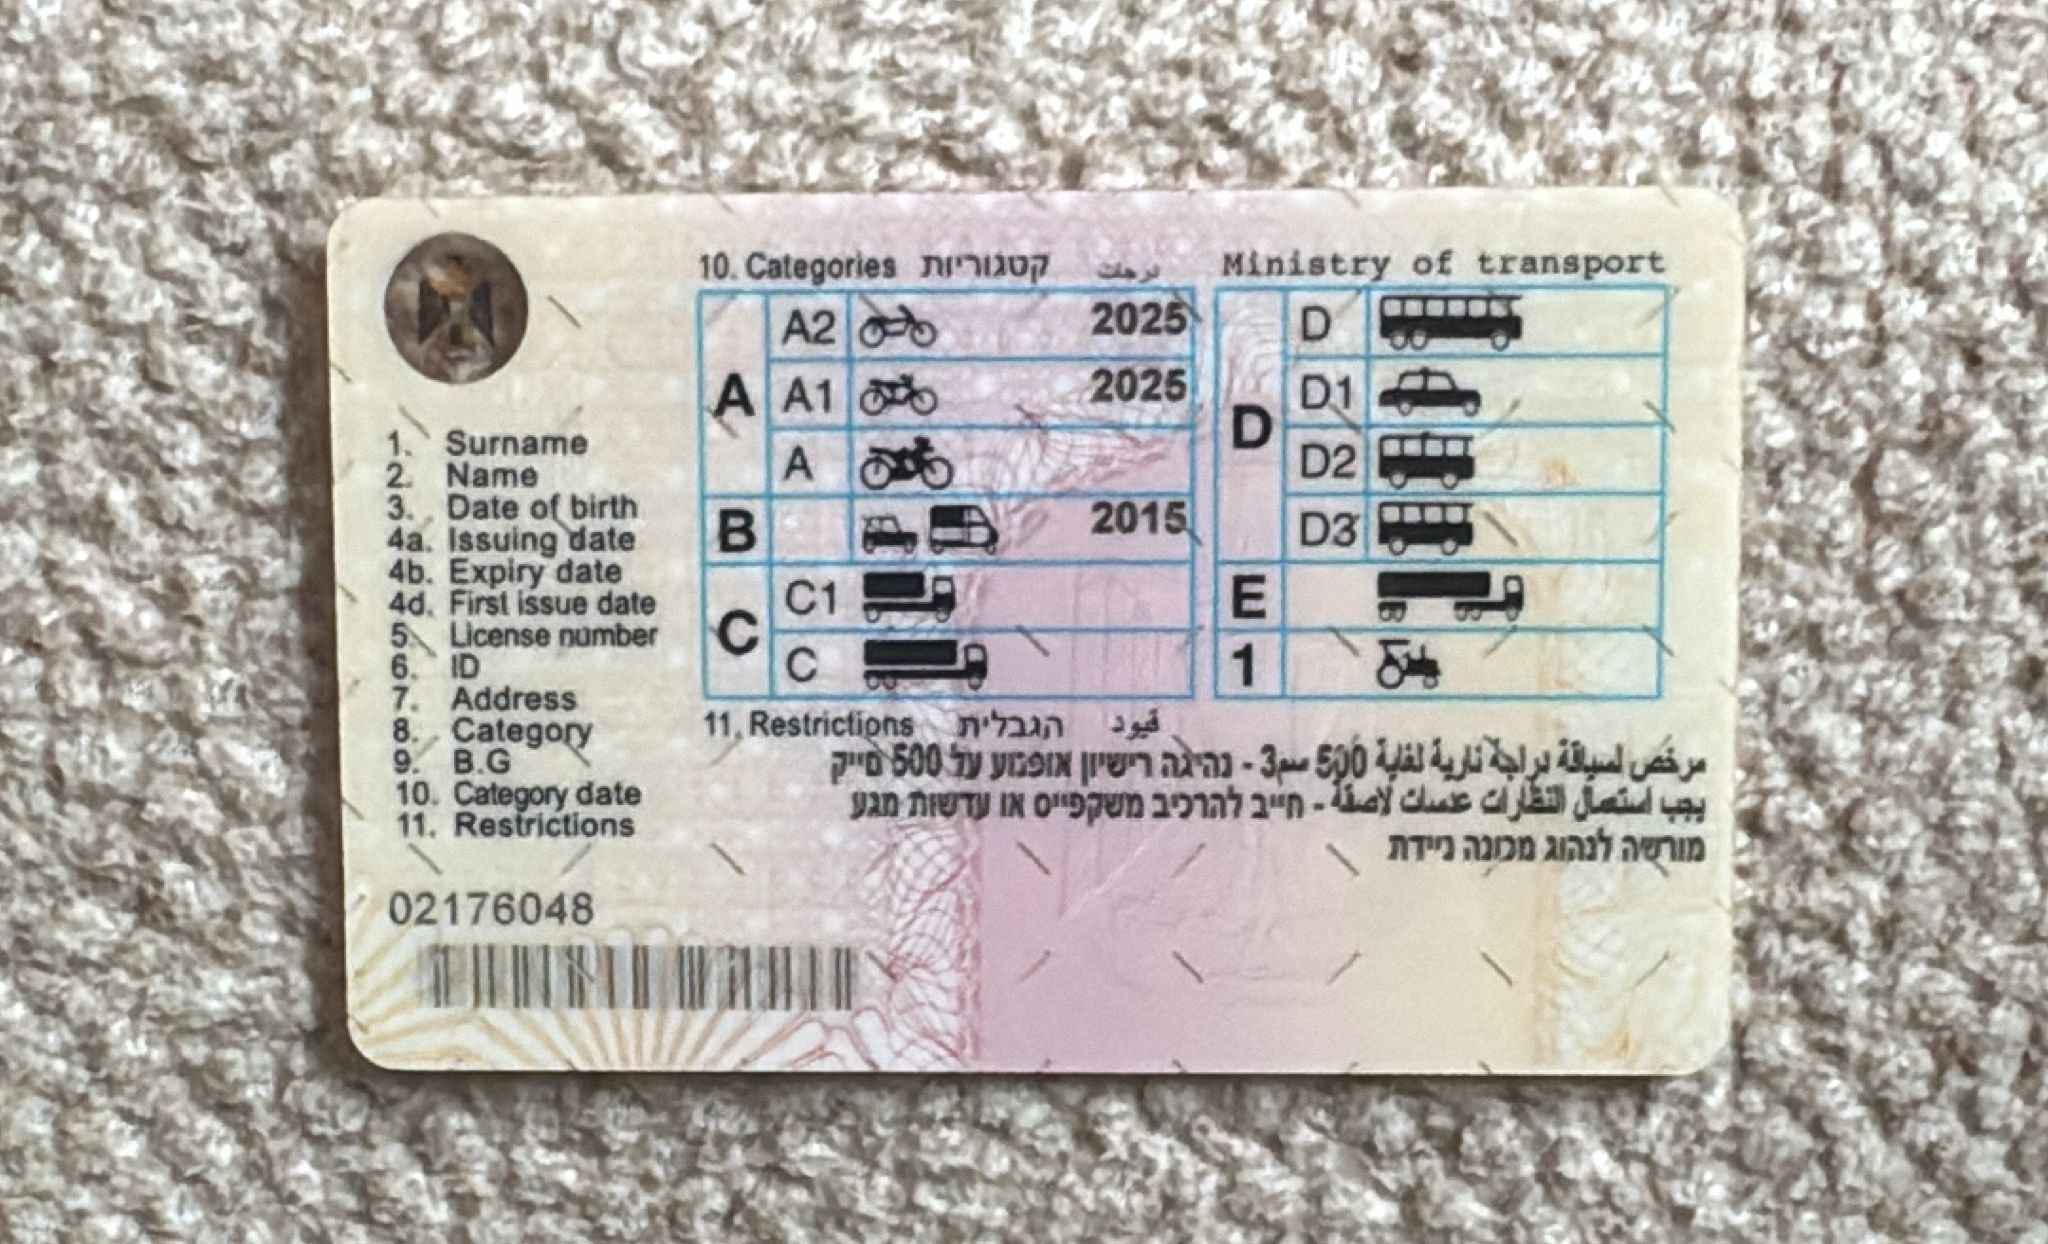 10. Categories קטגוריות درجات
Ministry of transport
A
A2 2025
A1 2025
A
B 2015
C
C1
C
D
D
D1
D2
D3
E
1
1. Surname
2. Name
3. Date of birth
4a. Issuing date
4b. Expiry date
4d. First issue date
5. License number
6. ID
7. Address
8. Category
9. B.G
10. Category date
11. Restrictions
11. Restrictions הגבלית قيود
مرخص لسياقة دراجة نارية لغاية 500 سم3 - נהיגה רישיון אופנוע על 500 סייק
يجب استعمال النظارات عدسات لاصقة - חייב להרכיב משקפייס או עדשות מגע
מורשה לנהוג מכונה ניידת
02176048